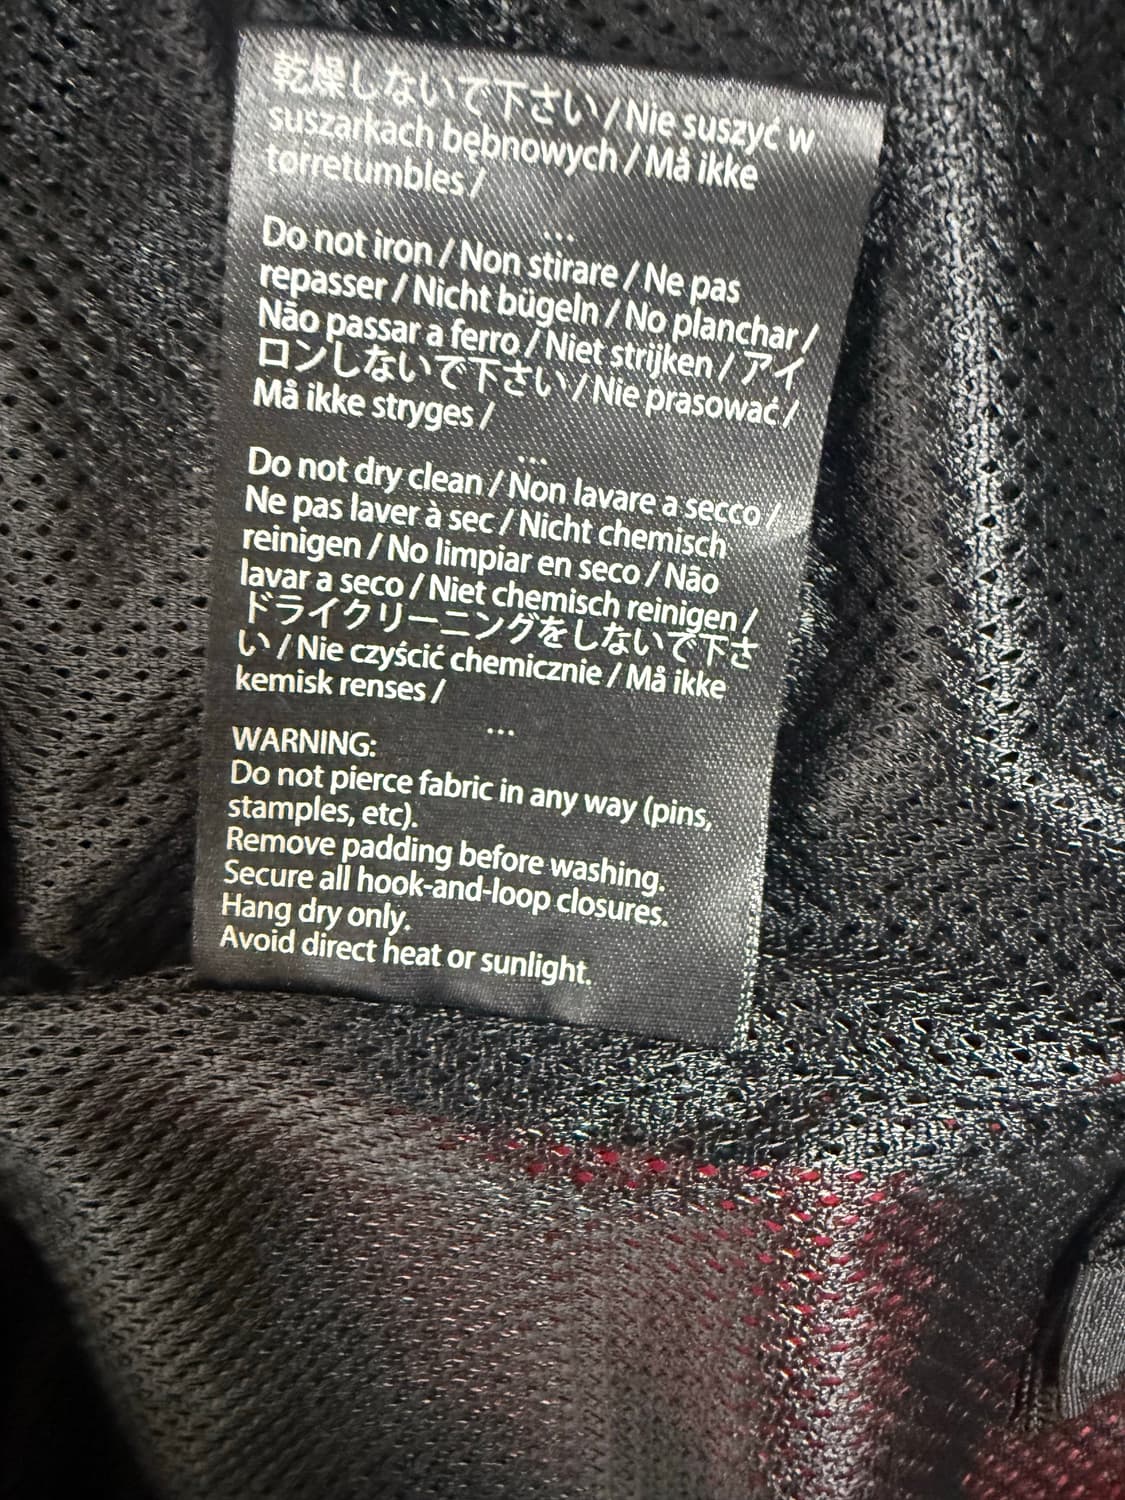 乾燥しないで下さい / Nie suszyć w
suszarkach bębnowych / Må ikke
tørretumbles /
...
Do not iron / Non stirare / Ne pas
repasser / Nicht bügeln / No planchar /
Não passar a ferro / Niet strijken / アイ
ロンしないで下さい / Nie prasować /
Må ikke stryges /
...
Do not dry clean / Non lavare a secco /
Ne pas laver à sec / Nicht chemisch
reinigen / No limpiar en seco / Não
lavar a seco / Niet chemisch reinigen /
ドライクリーニングをしないで下さ
い / Nie czyścić chemicznie / Må ikke
kemisk renses /
...
WARNING:
Do not pierce fabric in any way (pins,
stamples, etc).
Remove padding before washing.
Secure all hook-and-loop closures.
Hang dry only.
Avoid direct heat or sunlight.